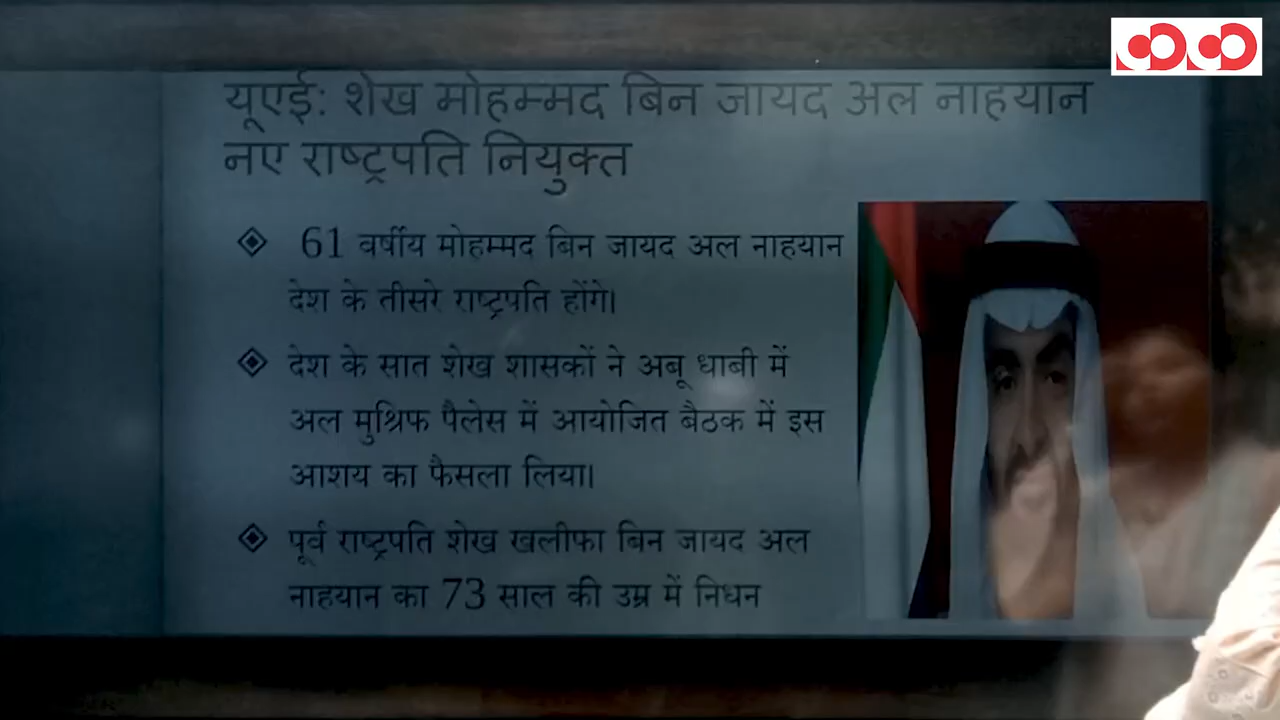 यूएई: शेख मोहम्मद बिन जायद अल नाहयान
नए राष्ट्रपति नियुक्त
61 वर्षीय मोहम्मद बिन जायद अल नाहयान
देश के तीसरे राष्ट्रपति होंगे।
देश के सात शेख शासकों ने अबू धाबी में
अल मुश्रिफ पैलेस में आयोजित बैठक में इस
आशय का फैसला लिया।
पूर्व राष्ट्रपति शेख खलीफा बिन जायद अल
नाहयान का 73 साल की उम्र में निधन